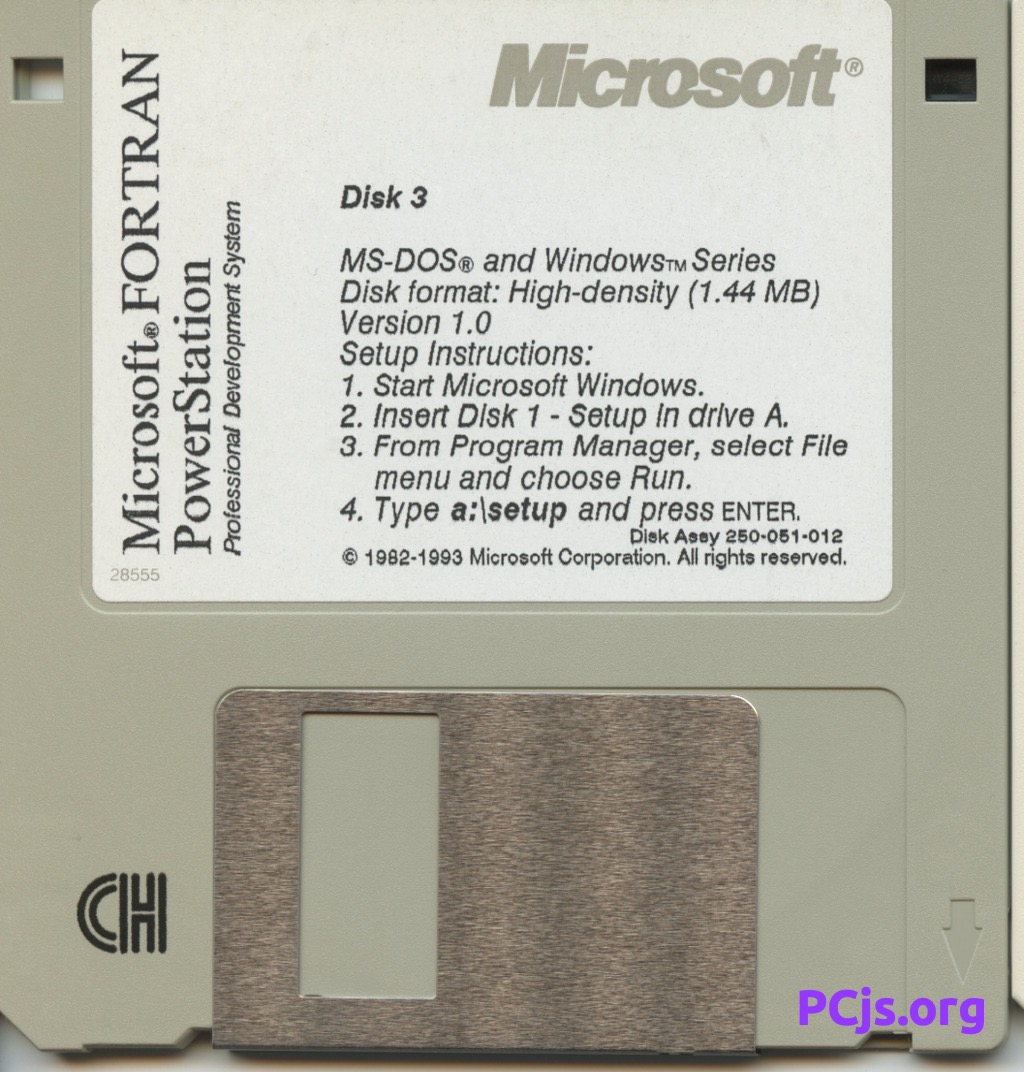 Microsoft®
Microsoft® FORTRAN
PowerStation
Professional Development System
28555
Disk 3
MS-DOS® and Windows™ Series
Disk format: High-density (1.44 MB)
Version 1.0
Setup Instructions:
1. Start Microsoft Windows.
2. Insert Disk 1 - Setup in drive A.
3. From Program Manager, select File
menu and choose Run.
4. Type a:\setup and press ENTER.
Disk Assy 250-051-012
© 1982-1993 Microsoft Corporation. All rights reserved.
CH
PCjs.org